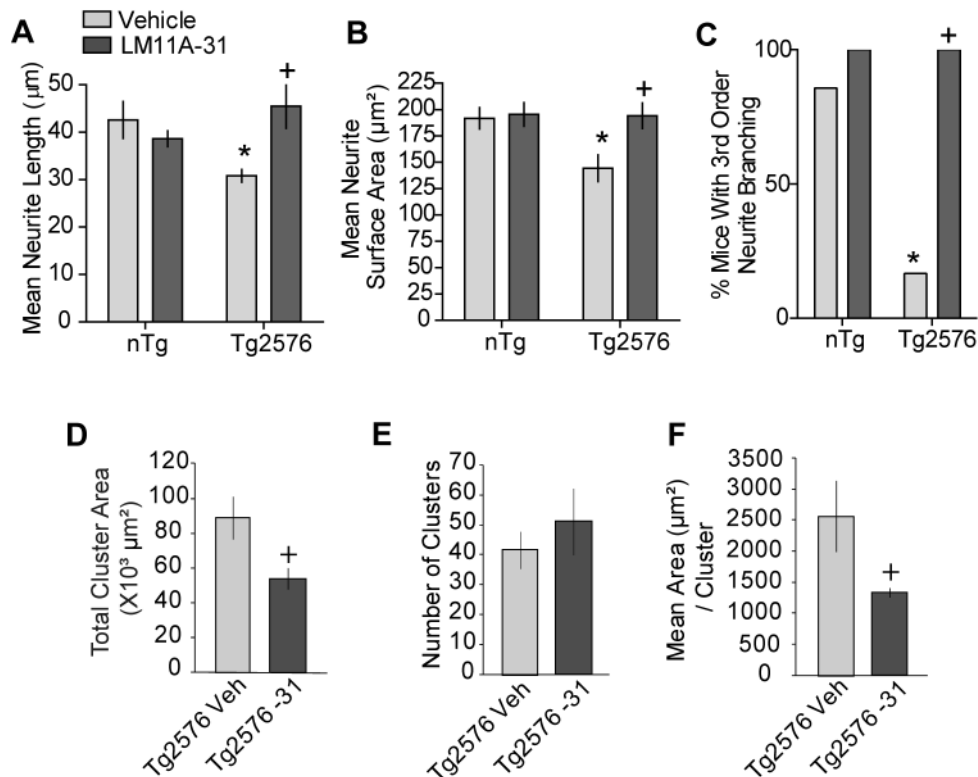 Vehicle
LM11A-31
A
Mean Neurite Length (µm)
50
40
30
20
10
0
+
*
nTg
Tg2576
B
Mean Neurite
Surface Area (µm²)
225
200
175
150
125
100
75
50
25
0
+
*
nTg
Tg2576
C
% Mice With 3rd Order
Neurite Branching
100
50
0
+
*
nTg
Tg2576
D
Total Cluster Area
(X10³ µm²)
120
100
80
60
40
20
0
+
Tg2576 Veh
Tg2576 -31
E
Number of Clusters
70
60
50
40
30
20
10
0
Tg2576 Veh
Tg2576 -31
F
Mean Area (µm²)
/ Cluster
3500
3000
2500
2000
1500
1000
500
0
+
Tg2576 Veh
Tg2576 -31